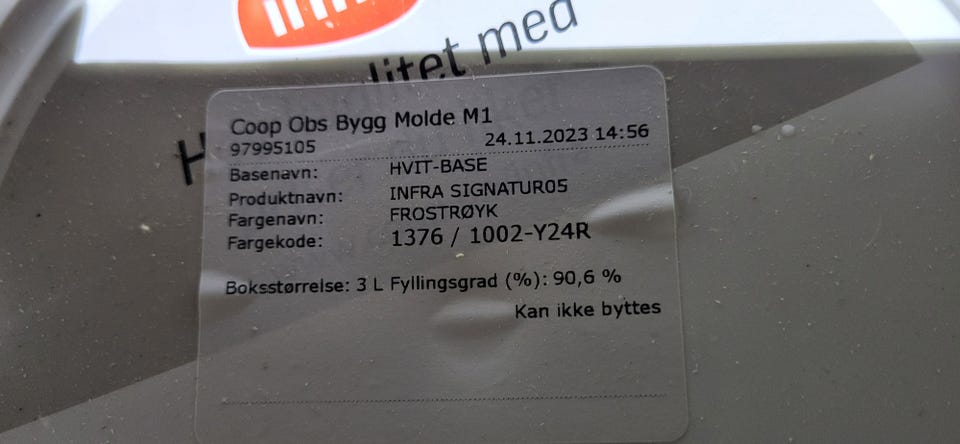 litet med
Coop Obs Bygg Molde M1
97995105 24.11.2023 14:56
Basenavn: HVIT-BASE
Produktnavn: INFRA SIGNATUR05
Fargenavn: FROSTRØYK
Fargekode: 1376 / 1002-Y24R
Boksstørrelse: 3 L Fyllingsgrad (%): 90,6 %
Kan ikke byttes